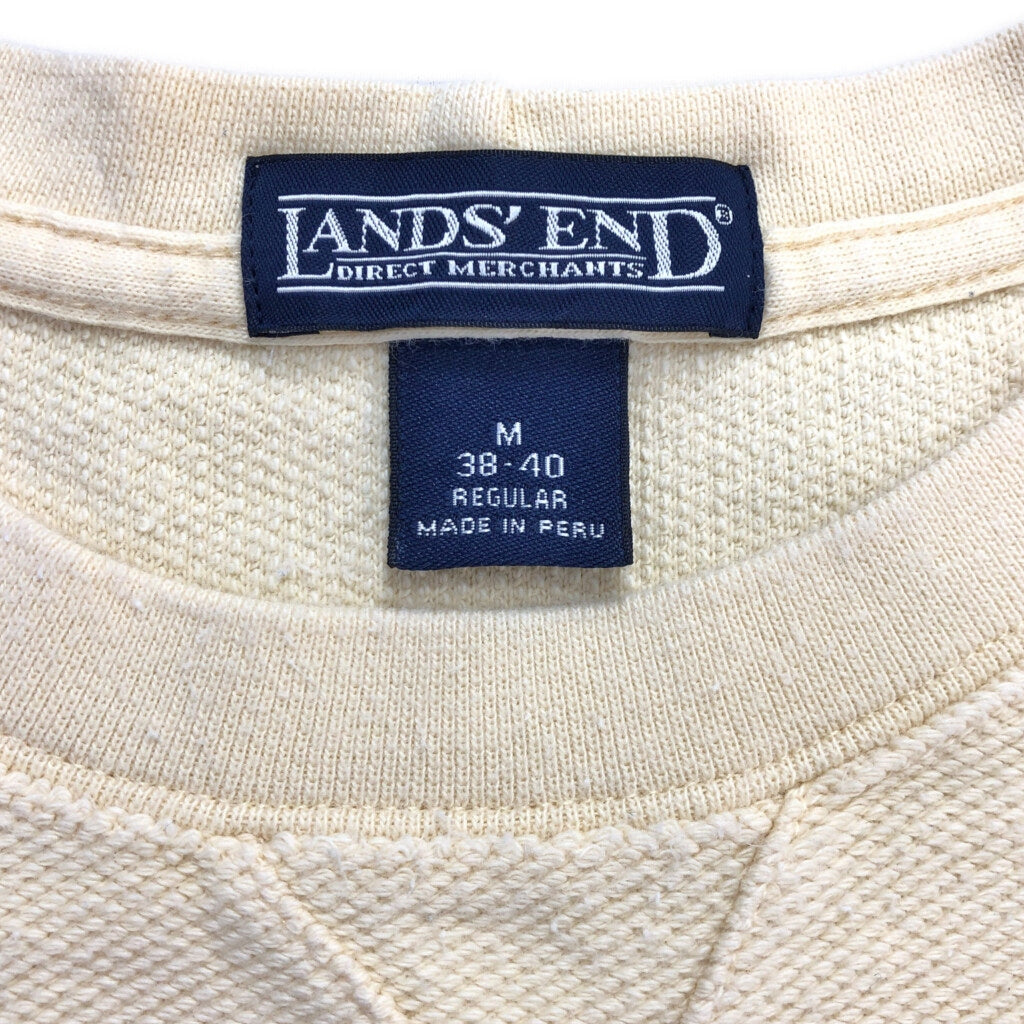 LANDS' END®
DIRECT MERCHANTS
M
38-40
REGULAR
MADE IN PERU